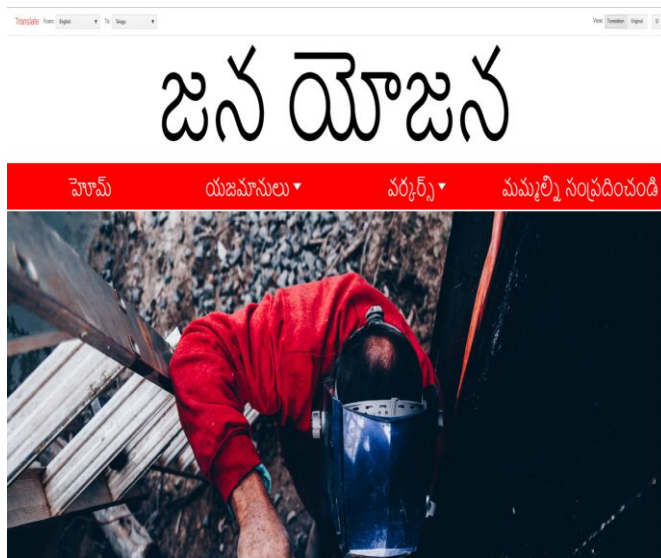 Translate From: English To: Telugu View: Translation Original
జన యోజన
హెూమ్ యజమానులు ▾ వర్కర్స్ ▾ మమ్మల్ని సంప్రదించండి